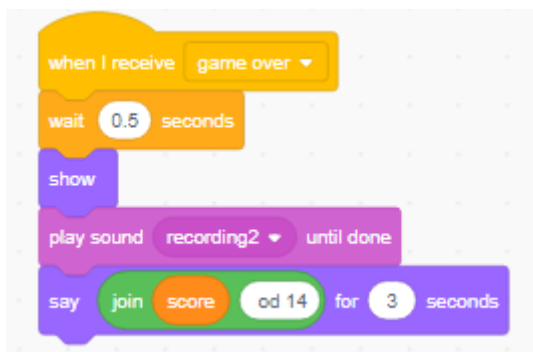 when I receive game over
wait 0.5 seconds
show
play sound recording2 until done
say join score od 14 for 3 seconds